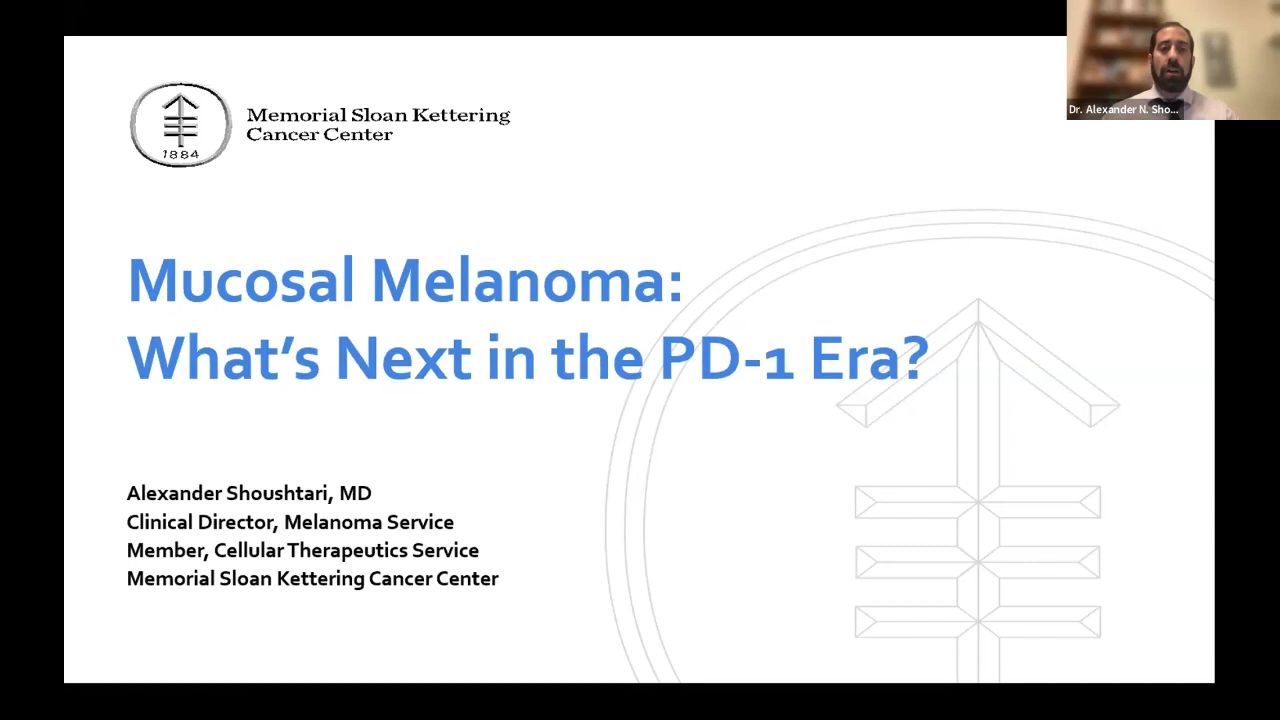 Dr. Alexander N. Sho...
Memorial Sloan Kettering
Cancer Center
1884
Mucosal Melanoma:
What's Next in the PD-1 Era?
Alexander Shoushtari, MD
Clinical Director, Melanoma Service
Member, Cellular Therapeutics Service
Memorial Sloan Kettering Cancer Center